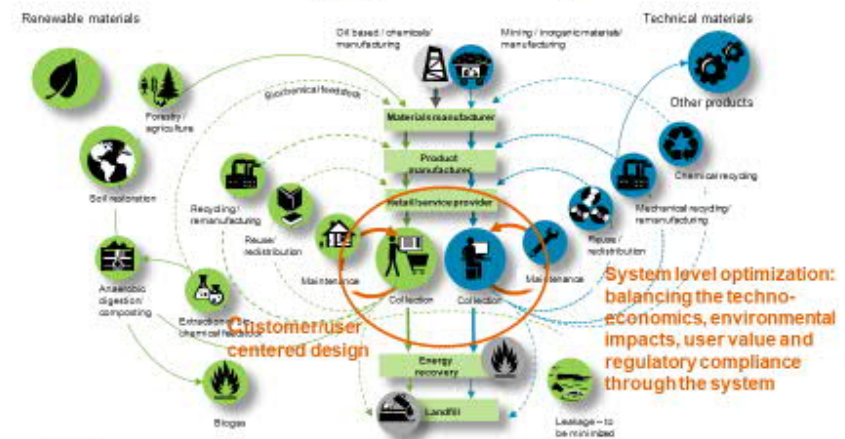 Renewable materials
Technical materials
Oil based / chemicals/
manufacturing
Mining / inorganic materials/
manufacturing
Other products
Forestry /
agriculture
Biochemical feedstock
Materials manufacturer
Product
manufacturer
Chemical recycling
Soil restoration
Recycling /
remanufacturing
Retail/service provider
Mechanical recycling/
remanufacturing
Reuse/
redistribution
Reuse /
redistribution
Maintenance
Maintenance
Anaerobic
digestion/
composting
Collection
Collection
System level optimization:
balancing the techno-
economics, environmental
impacts, user value and
regulatory compliance
through the system
Extraction
chemical
Customer/user
centered design
Energy
recovery
Biogas
Landfill
Leakage – to
be minimized